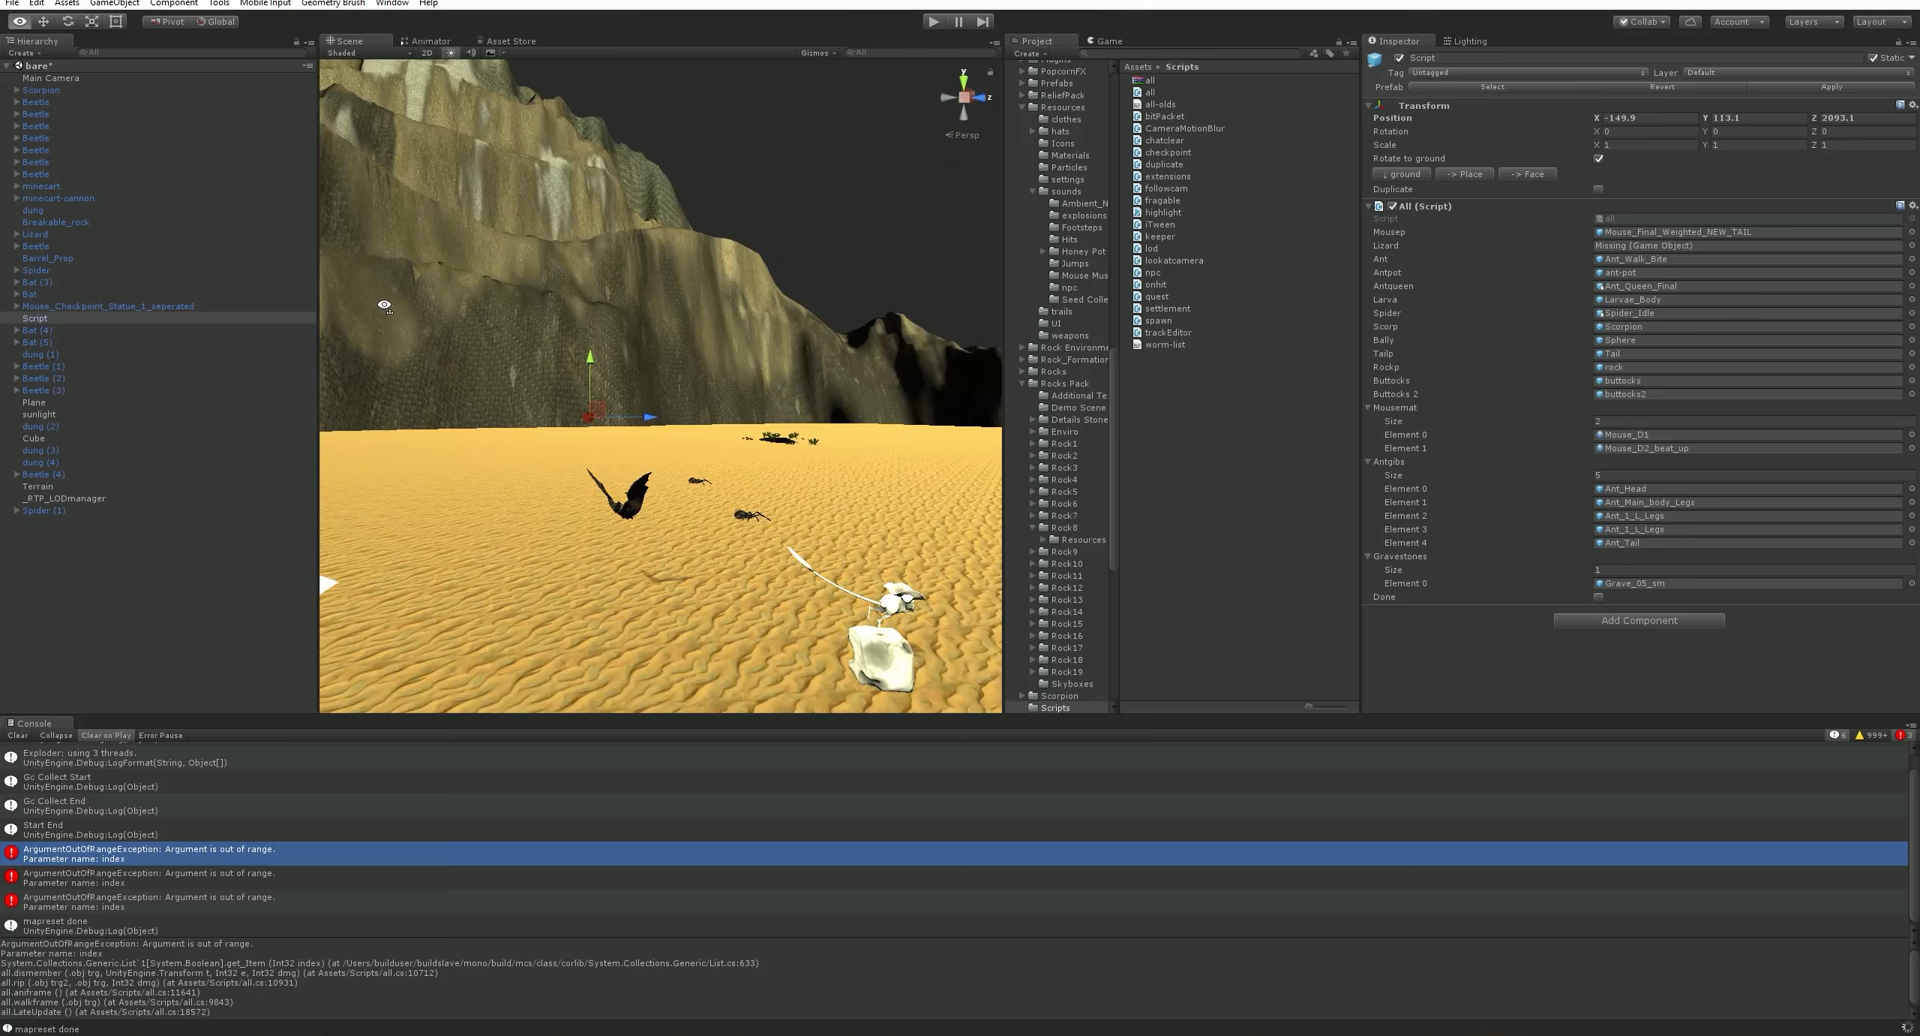 File Edit Assets GameObject Component Tools Mobile Input Geometry Brush Window Help
Pivot Global
Collab Account Layers Layout
Hierarchy
Create All
bare*
Main Camera
Scorpion
Beetle
Beetle
Beetle
Beetle
Beetle
Beetle
Beetle
minecart
minecart-cannon
dung
Breakable_rock
Lizard
Beetle
Barrel_Prop
Spider
Bat (3)
Bat
Mouse_Checkpoint_Statue_1_seperated
Script
Bat (4)
Bat (5)
dung (1)
Beetle (1)
Beetle (2)
Beetle (3)
Plane
sunlight
dung (2)
Cube
dung (3)
dung (4)
Beetle (4)
Terrain
_RTP_LODmanager
Spider (1)
Scene Animator Asset Store
Shaded 2D Gizmos All
y
z
Persp
Project Game
Create
Plugins
PopcornFX
Prefabs
ReliefPack
Resources
clothes
hats
Icons
Materials
Particles
settings
sounds
Ambient_N
explosions
Footsteps
Hits
Honey Pot
Jumps
Mouse Mus
npc
Seed Colle
trails
UI
weapons
Rock Environme
Rock_Formation
Rocks
Rocks Pack
Additional Te
Demo Scene
Details Stone
Enviro
Rock1
Rock2
Rock3
Rock4
Rock5
Rock6
Rock7
Rock8
Resources
Rock9
Rock10
Rock11
Rock12
Rock13
Rock14
Rock15
Rock16
Rock17
Rock18
Rock19
Skyboxes
Scorpion
Scripts
Assets Scripts
all
all
all-olds
bitPacket
CameraMotionBlur
chatclear
checkpoint
duplicate
extensions
followcam
fragable
highlight
iTween
keeper
lod
lookatcamera
npc
onhit
quest
settlement
spawn
trackEditor
worm-list
Inspector Lighting
Script Static
Tag Untagged Layer Default
Prefab Select Revert Apply
Transform
Position X -149.9 Y 113.1 Z 2093.1
Rotation X 0 Y 0 Z 0
Scale X 1 Y 1 Z 1
Rotate to ground
↓ ground -> Place -> Face
Duplicate
All (Script)
Script all
Mousep Mouse_Final_Weighted_NEW_TAIL
Lizard Missing (Game Object)
Ant Ant_Walk_Bite
Antpot ant-pot
Antqueen Ant_Queen_Final
Larva Larvae_Body
Spider Spider_Idle
Scorp Scorpion
Bally Sphere
Tailp Tail
Rockp rock
Buttocks buttocks
Buttocks 2 buttocks2
Mousemat
Size 2
Element 0 Mouse_D1
Element 1 Mouse_D2_beat_up
Antgibs
Size 5
Element 0 Ant_Head
Element 1 Ant_Main_body_Legs
Element 2 Ant_1_L_Legs
Element 3 Ant_1_L_Legs
Element 4 Ant_Tail
Gravestones
Size 1
Element 0 Grave_05_sm
Done
Add Component
Console
Clear Collapse Clear on Play Error Pause 6 999+ 3
Exploder: using 3 threads.
UnityEngine.Debug:LogFormat(String, Object[])
Gc Collect Start
UnityEngine.Debug:Log(Object)
Gc Collect End
UnityEngine.Debug:Log(Object)
Start End
UnityEngine.Debug:Log(Object)
ArgumentOutOfRangeException: Argument is out of range.
Parameter name: index
ArgumentOutOfRangeException: Argument is out of range.
Parameter name: index
ArgumentOutOfRangeException: Argument is out of range.
Parameter name: index
mapreset done
UnityEngine.Debug:Log(Object)
ArgumentOutOfRangeException: Argument is out of range.
Parameter name: index
System.Collections.Generic.List`1[System.Boolean].get_Item (Int32 index) (at /Users/builduser/buildslave/mono/build/mcs/class/corlib/System.Collections.Generic/List.cs:633)
all.dismember (.obj trg, UnityEngine.Transform t, Int32 e, Int32 dmg) (at Assets/Scripts/all.cs:10712)
all.rip (.obj trg2, .obj trg, Int32 dmg) (at Assets/Scripts/all.cs:10931)
all.aniframe () (at Assets/Scripts/all.cs:11641)
all.walkframe (.obj trg) (at Assets/Scripts/all.cs:9843)
all.LateUpdate () (at Assets/Scripts/all.cs:18572)
mapreset done